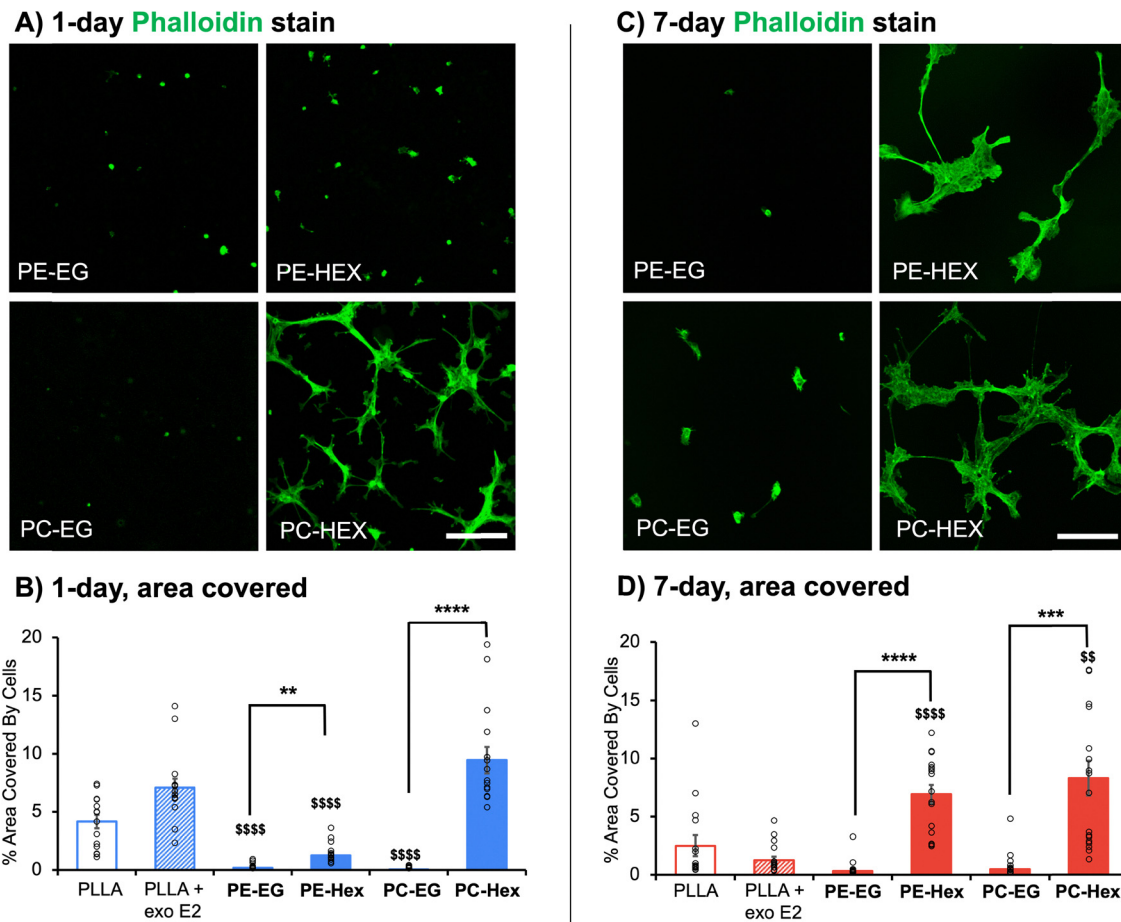 A) 1-day Phalloidin stain
PE-EG
PE-HEX
PC-EG
PC-HEX
B) 1-day, area covered
% Area Covered By Cells
20
15
10
5
0
**
****
$$$$
$$$$
$$$$
PLLA
PLLA +
exo E2
PE-EG
PE-Hex
PC-EG
PC-Hex
C) 7-day Phalloidin stain
PE-EG
PE-HEX
PC-EG
PC-HEX
D) 7-day, area covered
% Area Covered By Cells
20
15
10
5
0
****
***
$$$$
$$
PLLA
PLLA +
exo E2
PE-EG
PE-Hex
PC-EG
PC-Hex